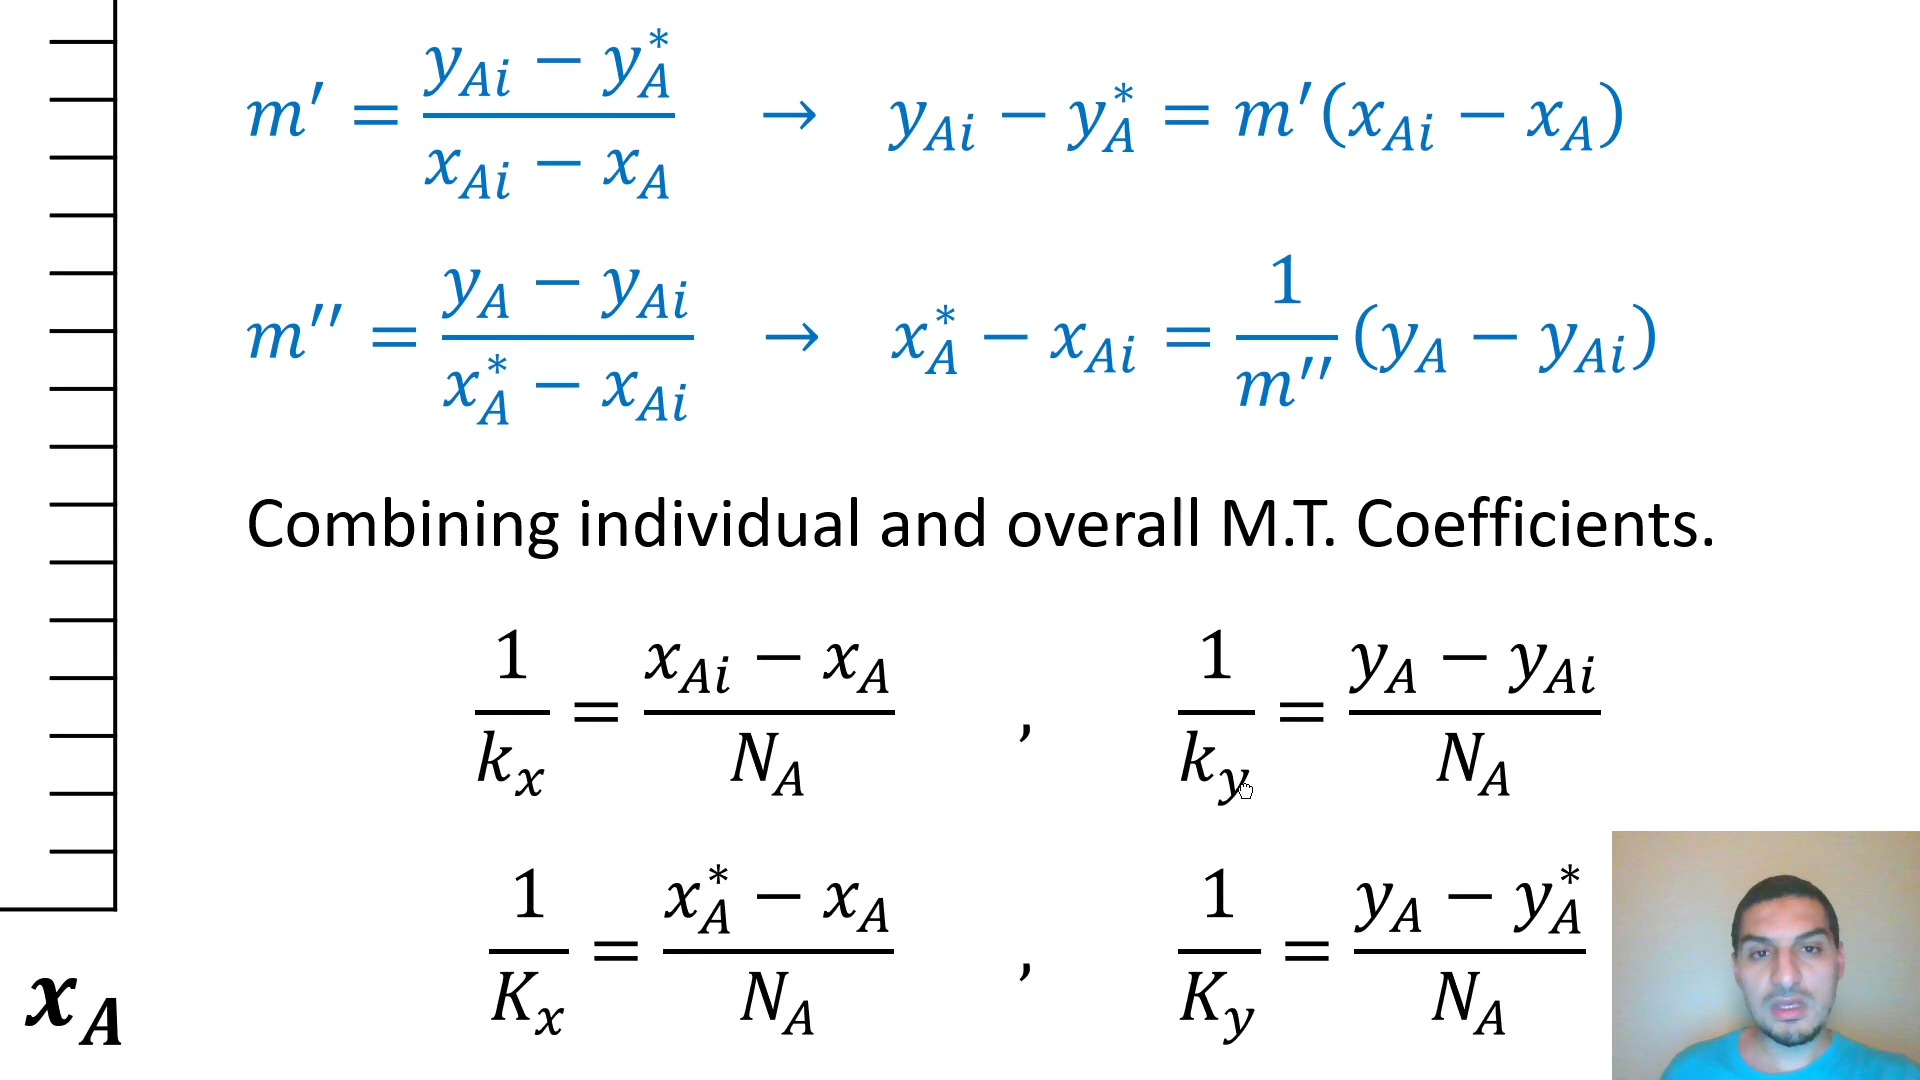 m′ = (y_Ai − y_A^*)/(x_Ai − x_A) → y_Ai − y_A^* = m′(x_Ai − x_A)
m′′ = (y_A − y_Ai)/(x_A^* − x_Ai) → x_A^* − x_Ai = 1/m′′ (y_A − y_Ai)
Combining individual and overall M.T. Coefficients.
1/k_x = (x_Ai − x_A)/N_A , 1/k_y = (y_A − y_Ai)/N_A
1/K_x = (x_A^* − x_A)/N_A , 1/K_y = (y_A − y_A^*)/N_A
x_A